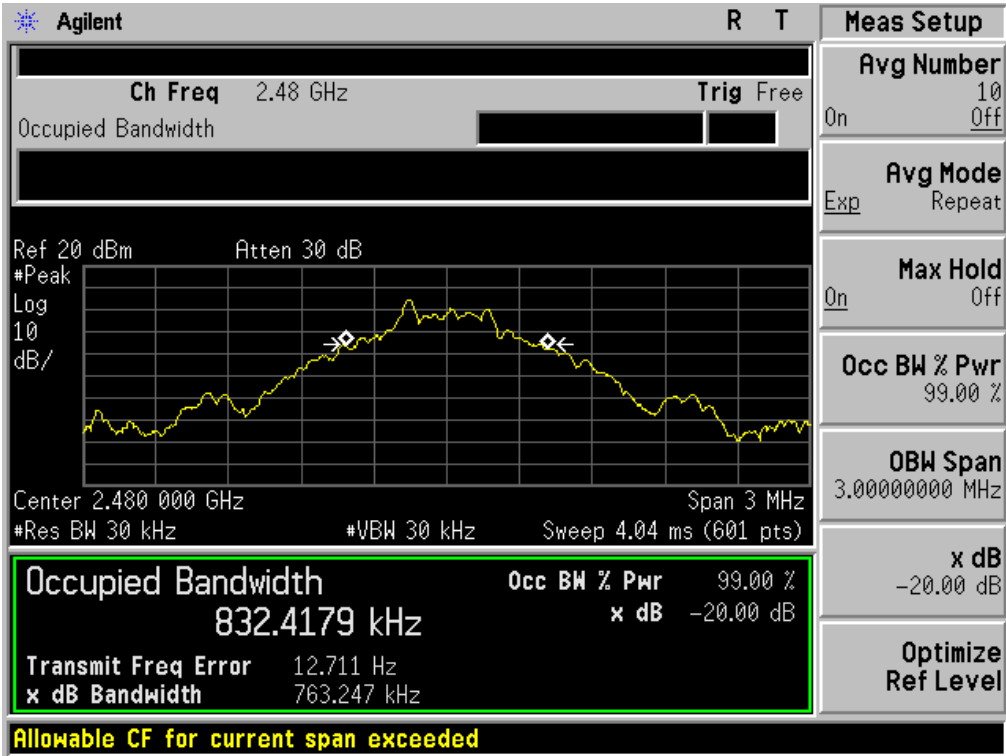 Agilent R T
Ch Freq 2.48 GHz Trig Free
Occupied Bandwidth
Ref 20 dBm Atten 30 dB
#Peak
Log
10
dB/
Center 2.480 000 GHz Span 3 MHz
#Res BW 30 kHz #VBW 30 kHz Sweep 4.04 ms (601 pts)
Occupied Bandwidth
832.4179 kHz
Occ BW % Pwr 99.00 %
x dB -20.00 dB
Transmit Freq Error 12.711 Hz
x dB Bandwidth 763.247 kHz
Allowable CF for current span exceeded
Meas Setup
Avg Number
10
On Off
Avg Mode
Exp Repeat
Max Hold
On Off
Occ BW % Pwr
99.00 %
OBW Span
3.00000000 MHz
x dB
-20.00 dB
Optimize
Ref Level